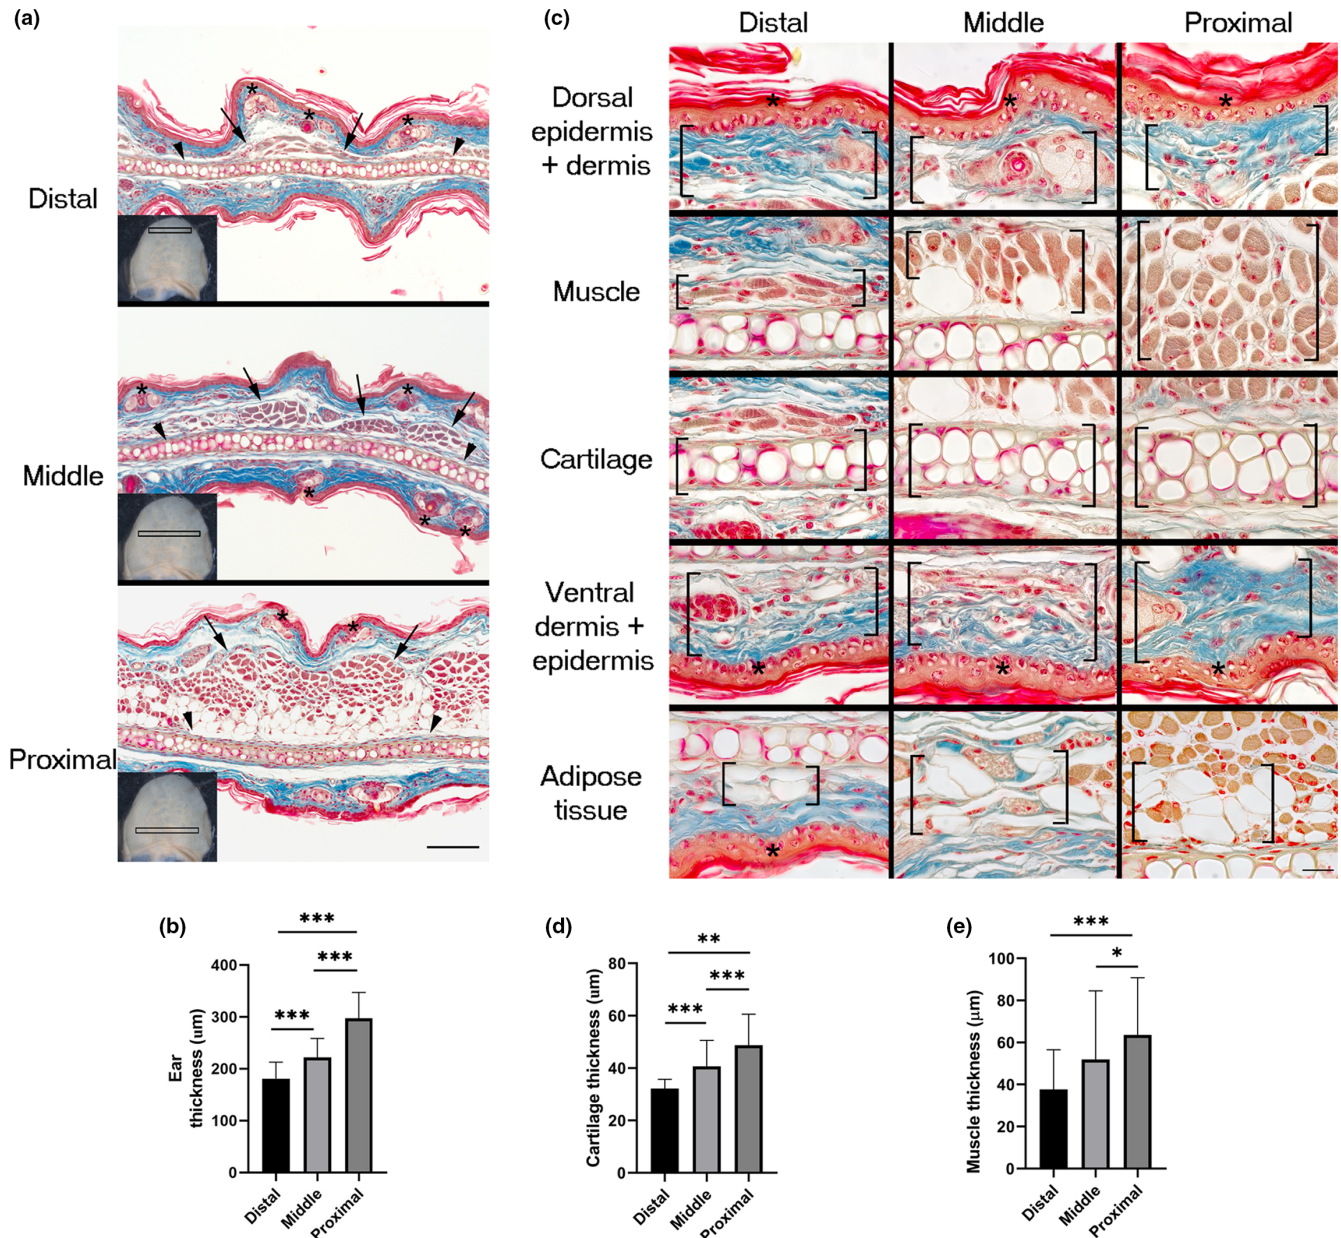 (a)
Distal
Middle
Proximal
(c)
Distal Middle Proximal
Dorsal
epidermis
+ dermis
Muscle
Cartilage
Ventral
dermis +
epidermis
Adipose
tissue
(b)
***
***
***
Ear
thickness (um)
400
300
200
100
0
Distal
Middle
Proximal
(d)
**
***
***
Cartilage thickness (um)
80
60
40
20
0
Distal
Middle
Proximal
(e)
***
*
Muscle thickness (μm)
100
80
60
40
20
0
Distal
Middle
Proximal